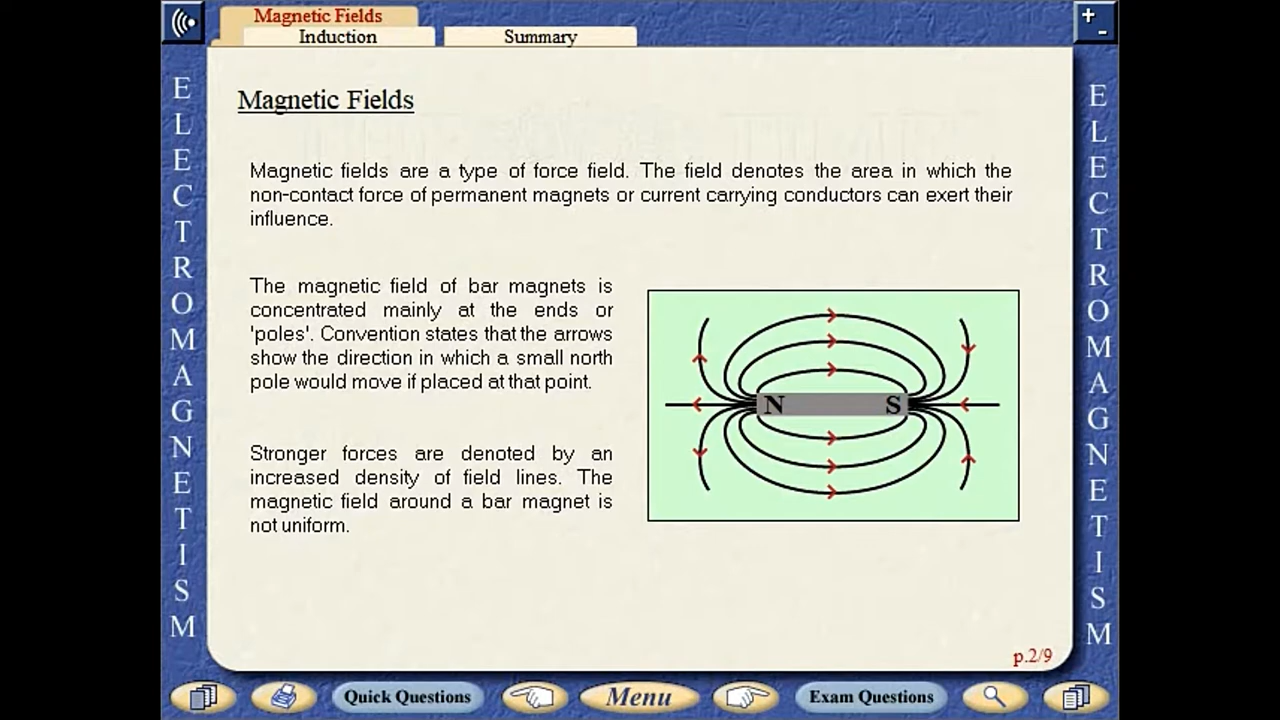 Magnetic Fields
Induction
Summary
+
-
ELECTROMAGNETISM
ELECTROMAGNETISM
Magnetic Fields
Magnetic fields are a type of force field. The field denotes the area in which the
non-contact force of permanent magnets or current carrying conductors can exert their
influence.
The magnetic field of bar magnets is
concentrated mainly at the ends or
'poles'. Convention states that the arrows
show the direction in which a small north
pole would move if placed at that point.
N S
Stronger forces are denoted by an
increased density of field lines. The
magnetic field around a bar magnet is
not uniform.
p.2/9
Quick Questions
Menu
Exam Questions